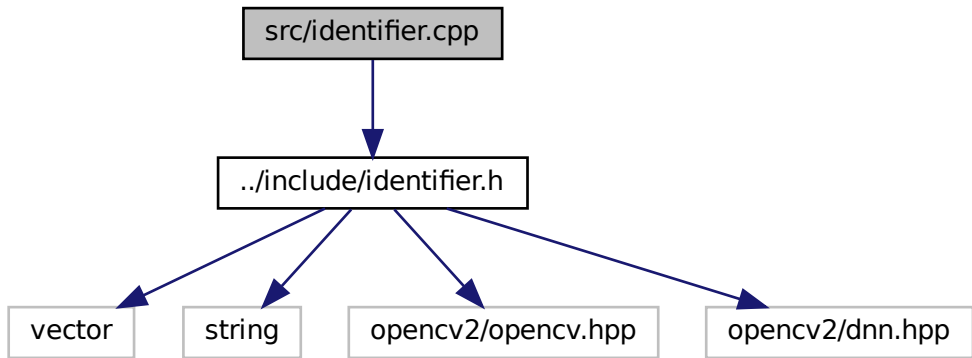 src/identifier.cpp
../include/identifier.h
vector
string
opencv2/opencv.hpp
opencv2/dnn.hpp